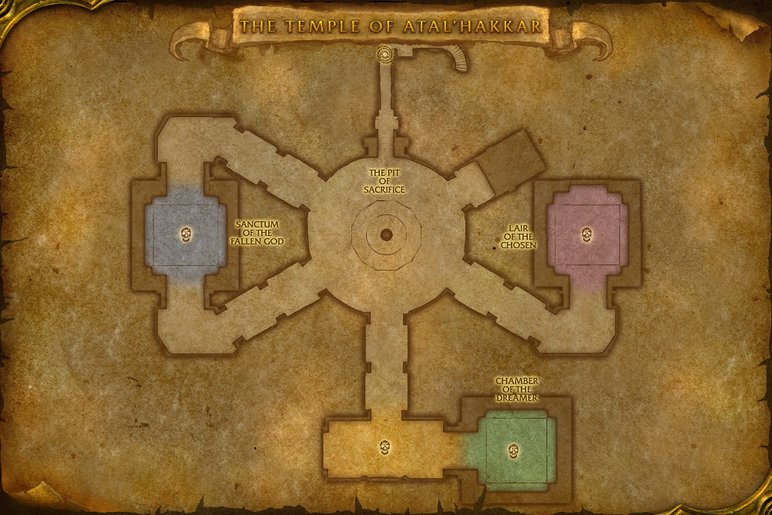 THE TEMPLE OF ATAL'HAKKAR
THE PIT
OF
SACRIFICE
SANCTUM
OF THE
FALLEN GOD
LAIR
OF THE
CHOSEN
CHAMBER
OF THE
DREAMER